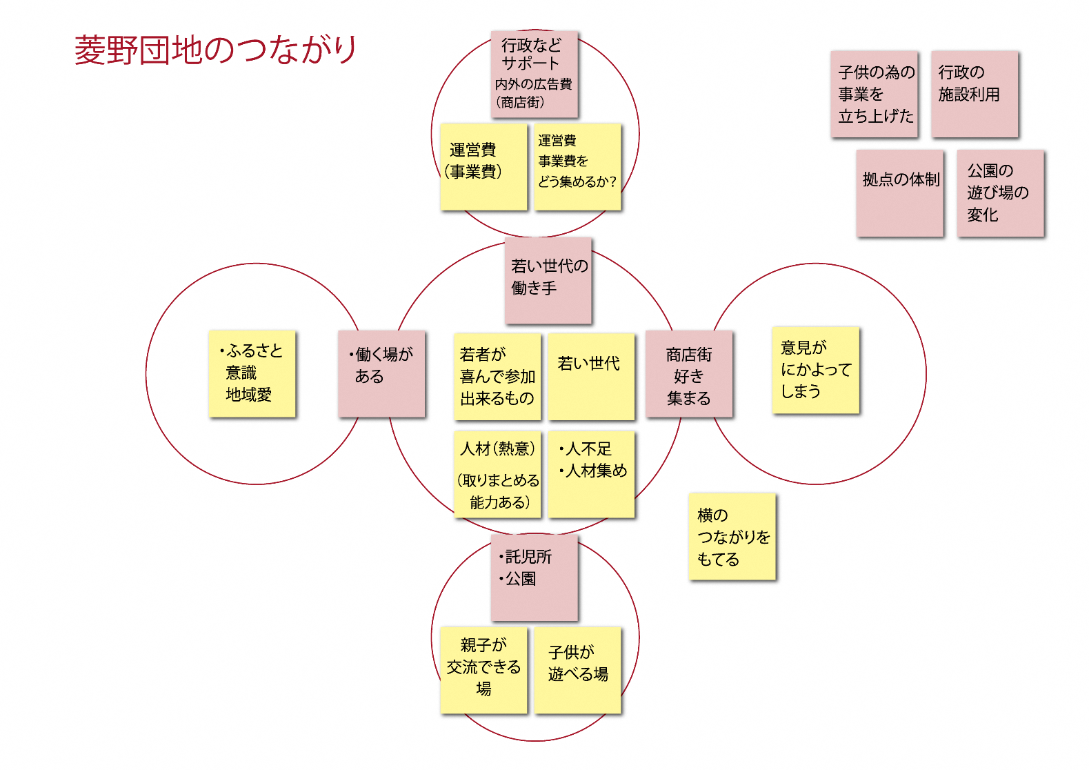 菱野団地のつながり
行政など
サポート
内外の広告費
（商店街）
運営費
（事業費）
運営費
事業費を
どう集めるか？
子供の為の
事業を
立ち上げた
行政の
施設利用
拠点の体制
公園の
遊び場の
変化
若い世代の
働き手
・ふるさと
意識
地域愛
・働く場が
ある
若者が
喜んで参加
出来るもの
若い世代
商店街
好き
集まる
意見が
にかよって
しまう
人材（熱意）
（取りまとめる
能力ある）
・人不足
・人材集め
横の
つながりを
もてる
・託児所
・公園
親子が
交流できる
場
子供が
遊べる場